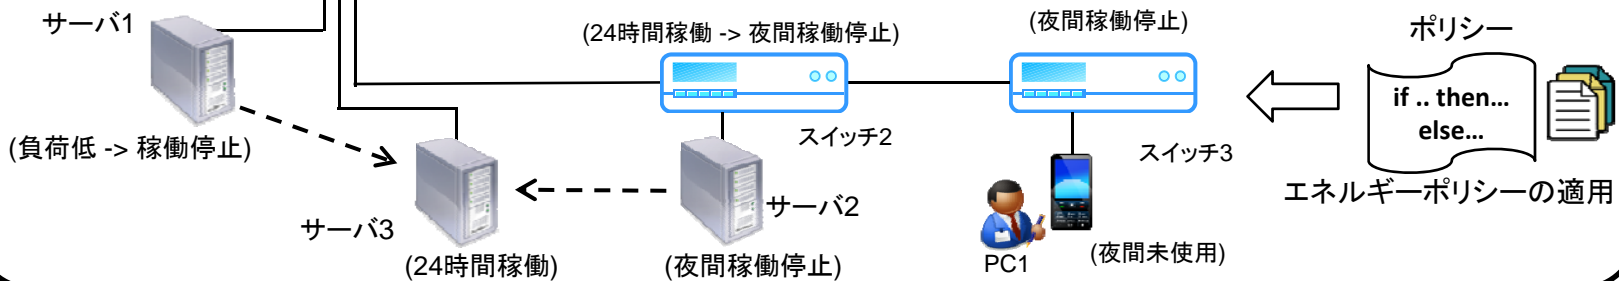 サーバ1
(負荷低 -> 稼働停止)
サーバ3
(24時間稼働)
(24時間稼働 -> 夜間稼働停止)
スイッチ2
サーバ2
(夜間稼働停止)
(夜間稼働停止)
スイッチ3
PC1
(夜間未使用)
ポリシー
if .. then...
else...
エネルギーポリシーの適用